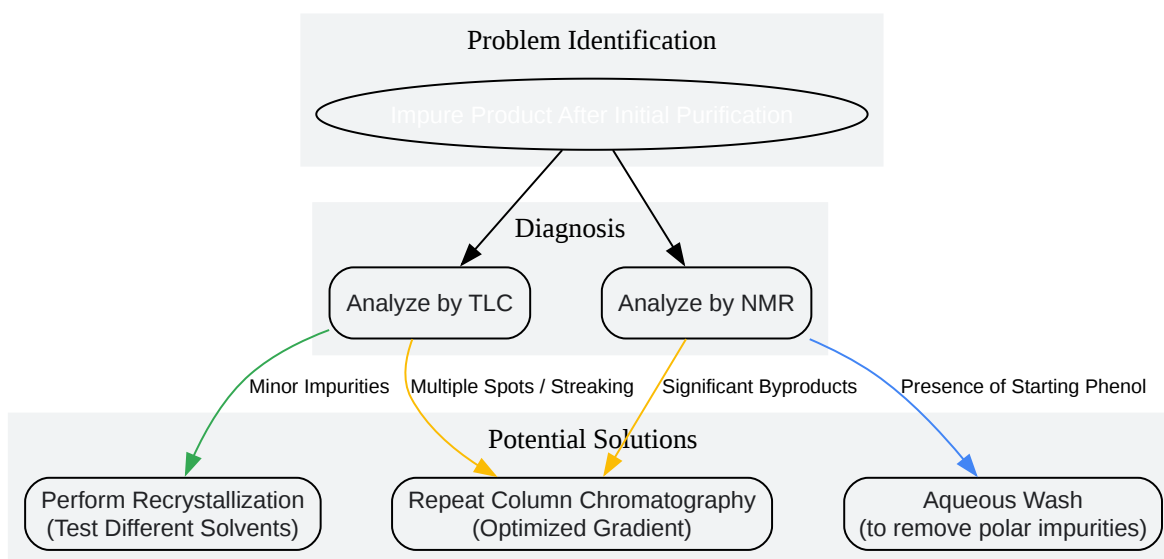 Problem Identification
Impure Product After Initial Purification
Diagnosis
Analyze by TLC
Analyze by NMR
Minor Impurities
Multiple Spots / Streaking
Significant Byproducts
Presence of Starting Phenol
Potential Solutions
Perform Recrystallization
(Test Different Solvents)
Repeat Column Chromatography
(Optimized Gradient)
Aqueous Wash
(to remove polar impurities)